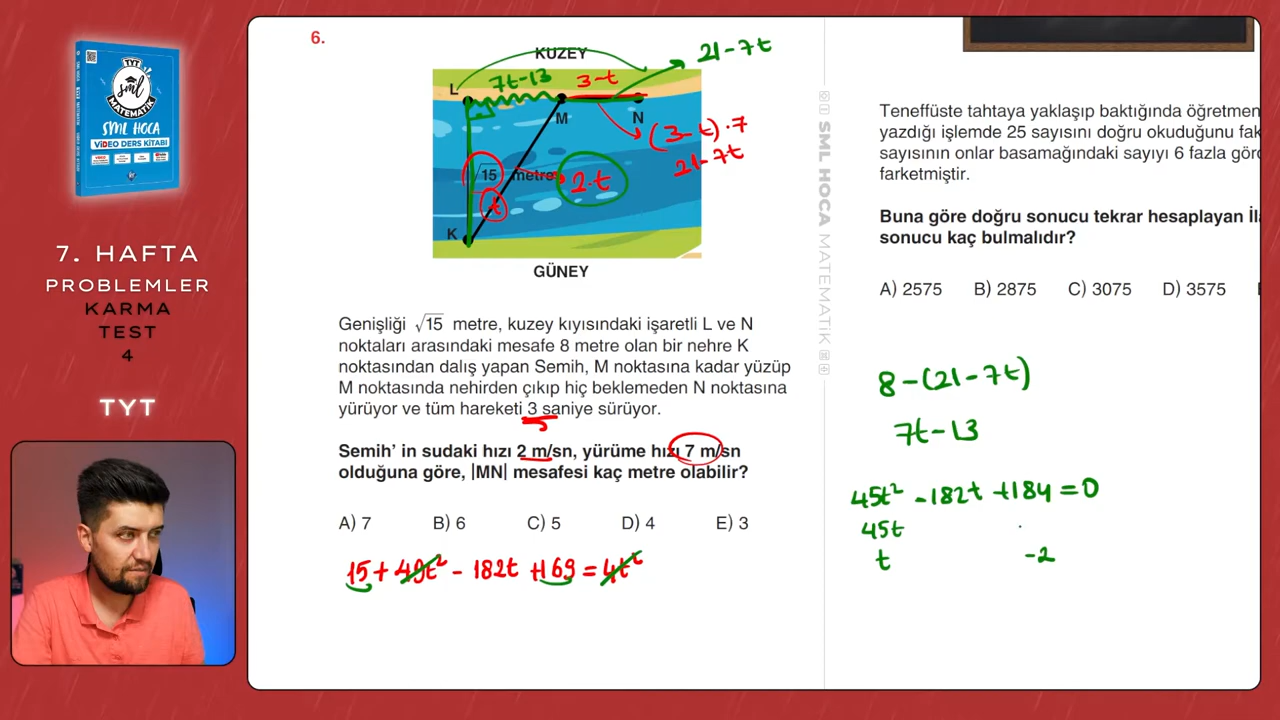 TYT
sml
MATEMATİK
SML HOCA
ViDEO DERS KİTABI
7. HAFTA
PROBLEMLER
KARMA
TEST
4
TYT
6.
KUZEY
21-7t
7t-13
3-t
L
M
N
(3-t).7
21-7t
√15 metre
2.t
t
K
GÜNEY
Genişliği √15 metre, kuzey kıyısındaki işaretli L ve N
noktaları arasındaki mesafe 8 metre olan bir nehre K
noktasından dalış yapan Semih, M noktasına kadar yüzüp
M noktasında nehirden çıkıp hiç beklemeden N noktasına
yürüyor ve tüm hareketi 3 saniye sürüyor.
Semih' in sudaki hızı 2 m/sn, yürüme hızı 7 m/sn
olduğuna göre, |MN| mesafesi kaç metre olabilir?
A) 7 B) 6 C) 5 D) 4 E) 3
15+49t²-182t+169=4t²
SML HOCA MATEMATİK
Teneffüste tahtaya yaklaşıp baktığında öğretmen
yazdığı işlemde 25 sayısını doğru okuduğunu fak
sayısının onlar basamağındaki sayıyı 6 fazla gör
farketmiştir.
Buna göre doğru sonucu tekrar hesaplayan İl
sonucu kaç bulmalıdır?
A) 2575 B) 2875 C) 3075 D) 3575
8-(21-7t)
7t-13
45t²-182t+184=0
45t
t -2